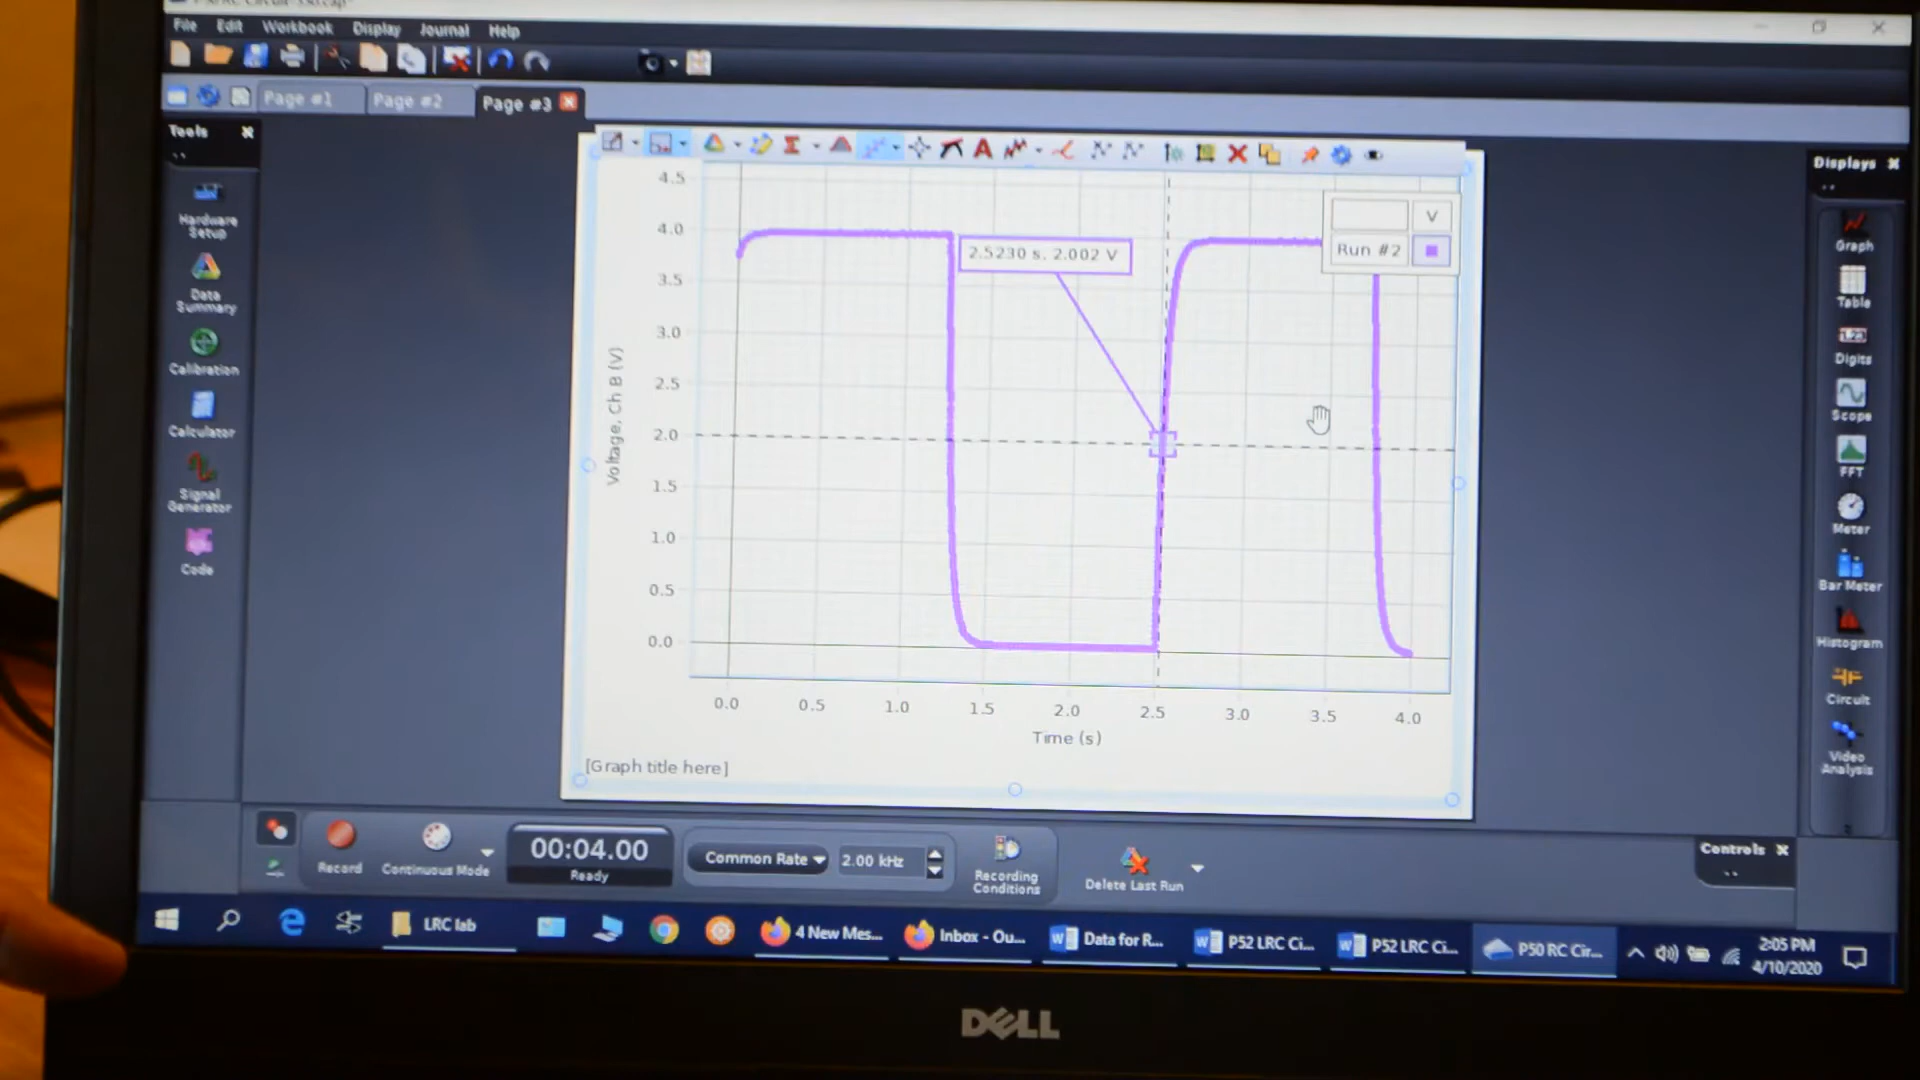 File Edit Workbook Display Journal Help
Page #1 Page #2 Page #3
Tools
Hardware
Setup
Data
Summary
Calibration
Calculator
Signal
Generator
Code
4.5
4.0
3.5
3.0
2.5
2.0
1.5
1.0
0.5
0.0
Voltage, Ch B (V)
2.5230 s, 2.002 V
V
Run #2
0.0 0.5 1.0 1.5 2.0 2.5 3.0 3.5 4.0
Time (s)
[Graph title here]
Displays
Graph
Table
Digits
Scope
FFT
Meter
Bar Meter
Histogram
Circuit
Video
Analysis
Record
Continuous Mode
00:04.00
Ready
Common Rate
2.00 kHz
Recording
Conditions
Delete Last Run
Controls
LRC lab
4 New Mes...
Inbox - Ou...
Data for R...
P52 LRC Ci...
P52 LRC Ci...
P50 RC Cir...
2:05 PM
4/10/2020
DELL